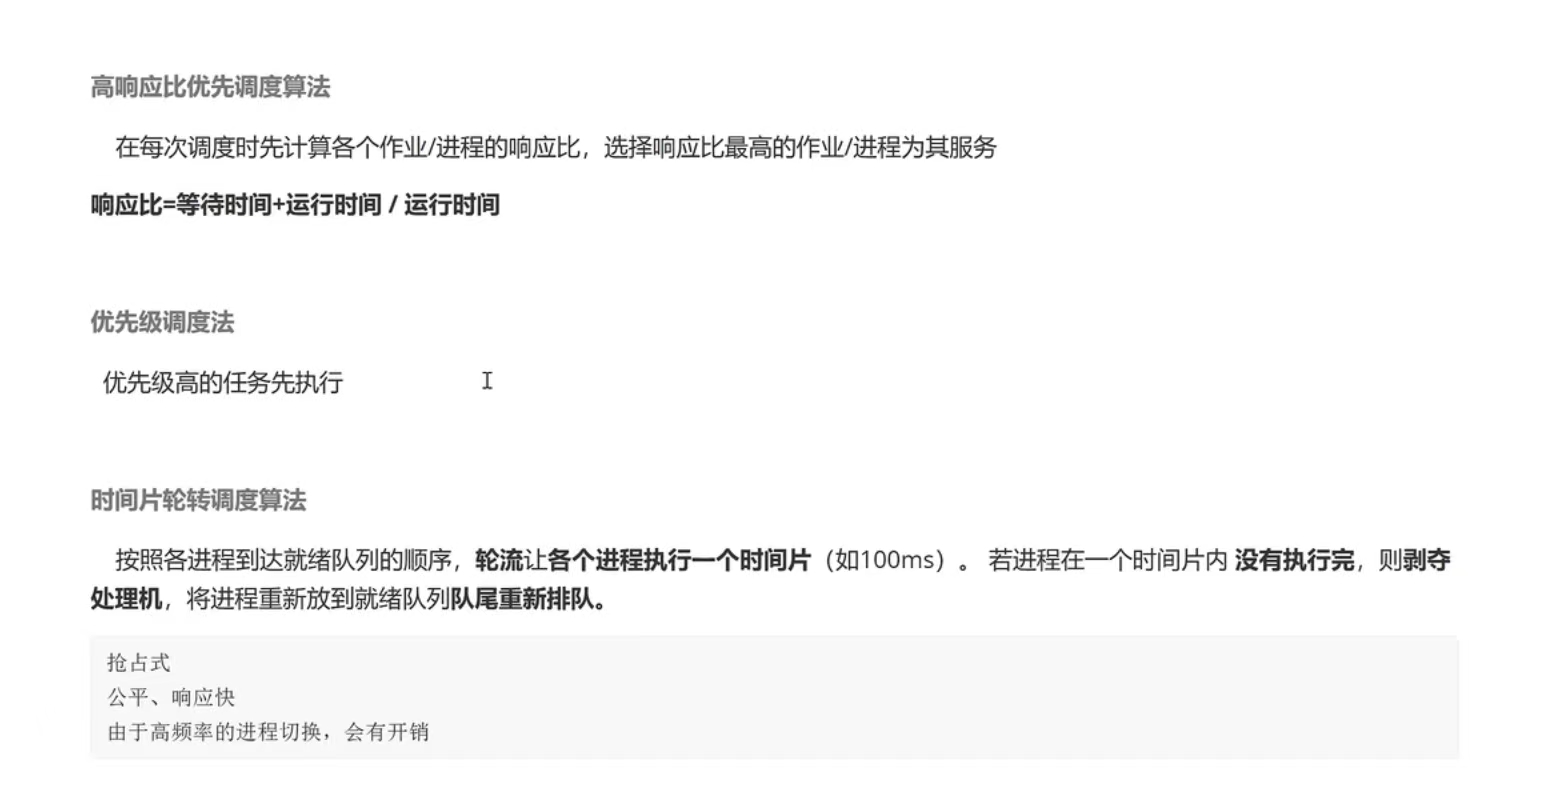 高响应比优先调度算法
在每次调度时先计算各个作业/进程的响应比，选择响应比最高的作业/进程为其服务
响应比=等待时间+运行时间 / 运行时间
优先级调度法
优先级高的任务先执行
时间片轮转调度算法
按照各进程到达就绪队列的顺序，轮流让各个进程执行一个时间片（如100ms）。 若进程在一个时间片内 没有执行完，则剥夺
处理机，将进程重新放到就绪队列队尾重新排队。
抢占式
公平、响应快
由于高频率的进程切换，会有开销